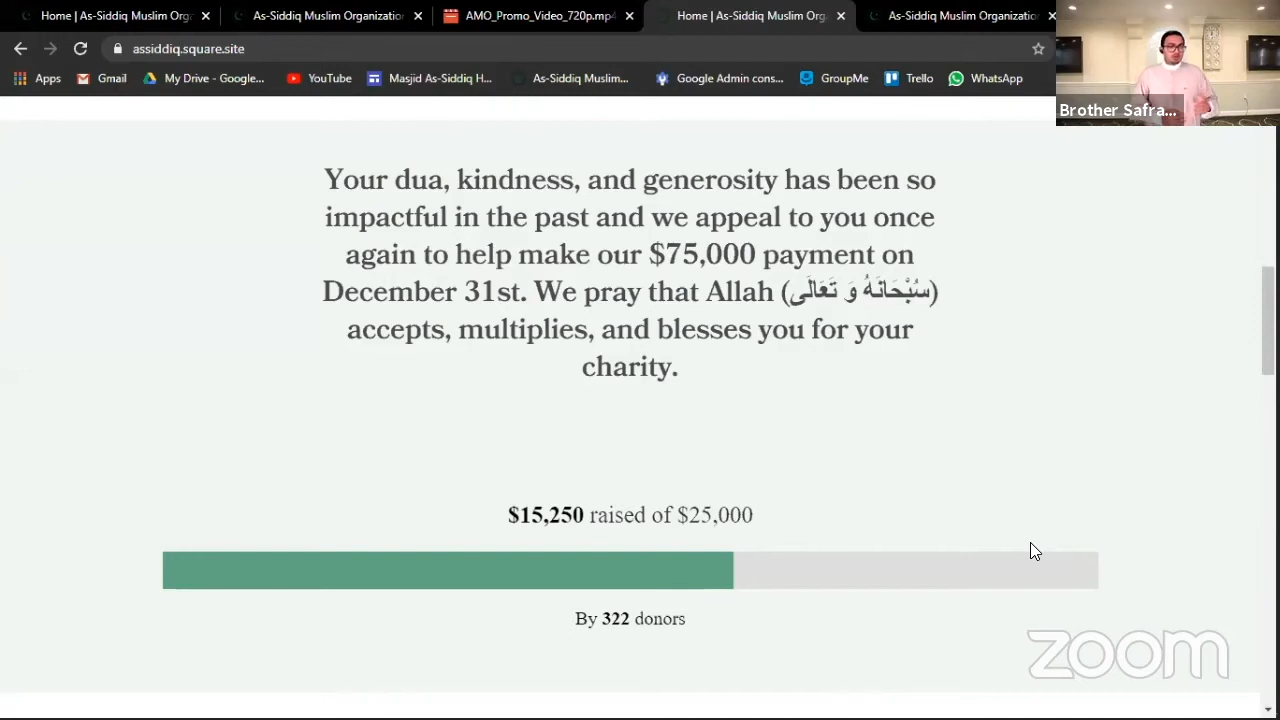 Home | As-Siddiq Muslim Orga
As-Siddiq Muslim Organization
AMO_Promo_Video_720p.mp4
Home | As-Siddiq Muslim Orga
As-Siddiq Muslim Organization
assiddiq.square.site
Apps
Gmail
My Drive - Google...
YouTube
Masjid As-Siddiq H...
As-Siddiq Muslim...
Google Admin cons...
GroupMe
Trello
WhatsApp
Brother Safra...
Your dua, kindness, and generosity has been so
impactful in the past and we appeal to you once
again to help make our $75,000 payment on
December 31st. We pray that Allah (سُبْحَانَهُ وَ تَعَالَى)
accepts, multiplies, and blesses you for your
charity.
$15,250 raised of $25,000
By 322 donors
zoom